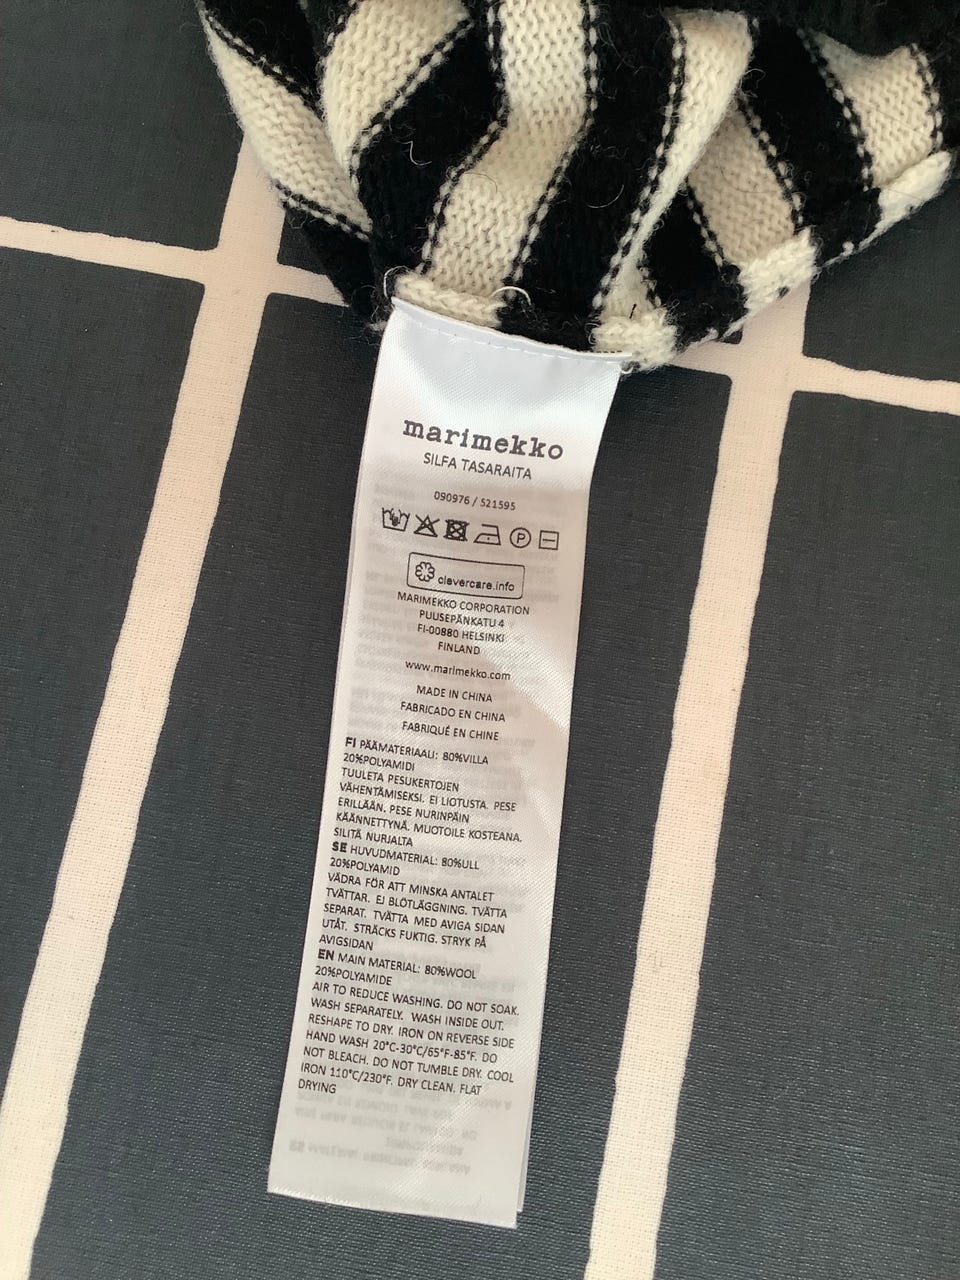 marimekko
SILFA TASARAITA
090976 / 521595
P
clevercare.info
MARIMEKKO CORPORATION
PUUSEPÄNKATU 4
FI-00880 HELSINKI
FINLAND
www.marimekko.com
MADE IN CHINA
FABRICADO EN CHINA
FABRIQUÉ EN CHINE
FI PÄÄMATERIAALI: 80%VILLA
20%POLYAMIDI
TUULETA PESUKERTOJEN
VÄHENTÄMISEKSI. EI LIOTUSTA. PESE
ERILLÄÄN. PESE NURINPÄIN
KÄÄNNETTYNÄ. MUOTOILE KOSTEANA.
SILITÄ NURJALTA
SE HUVUDMATERIAL: 80%ULL
20%POLYAMID
VÄDRA FÖR ATT MINSKA ANTALET
TVÄTTAR. EJ BLÖTLÄGGNING. TVÄTTA
SEPARAT. TVÄTTA MED AVIGA SIDAN
UTÅT. STRÄCKS FUKTIG. STRYK PÅ
AVIGSIDAN
EN MAIN MATERIAL: 80%WOOL
20%POLYAMIDE
AIR TO REDUCE WASHING. DO NOT SOAK.
WASH SEPARATELY. WASH INSIDE OUT.
RESHAPE TO DRY. IRON ON REVERSE SIDE
HAND WASH 20°C-30°C/65°F-85°F. DO
NOT BLEACH. DO NOT TUMBLE DRY. COOL
IRON 110°C/230°F. DRY CLEAN. FLAT
DRYING